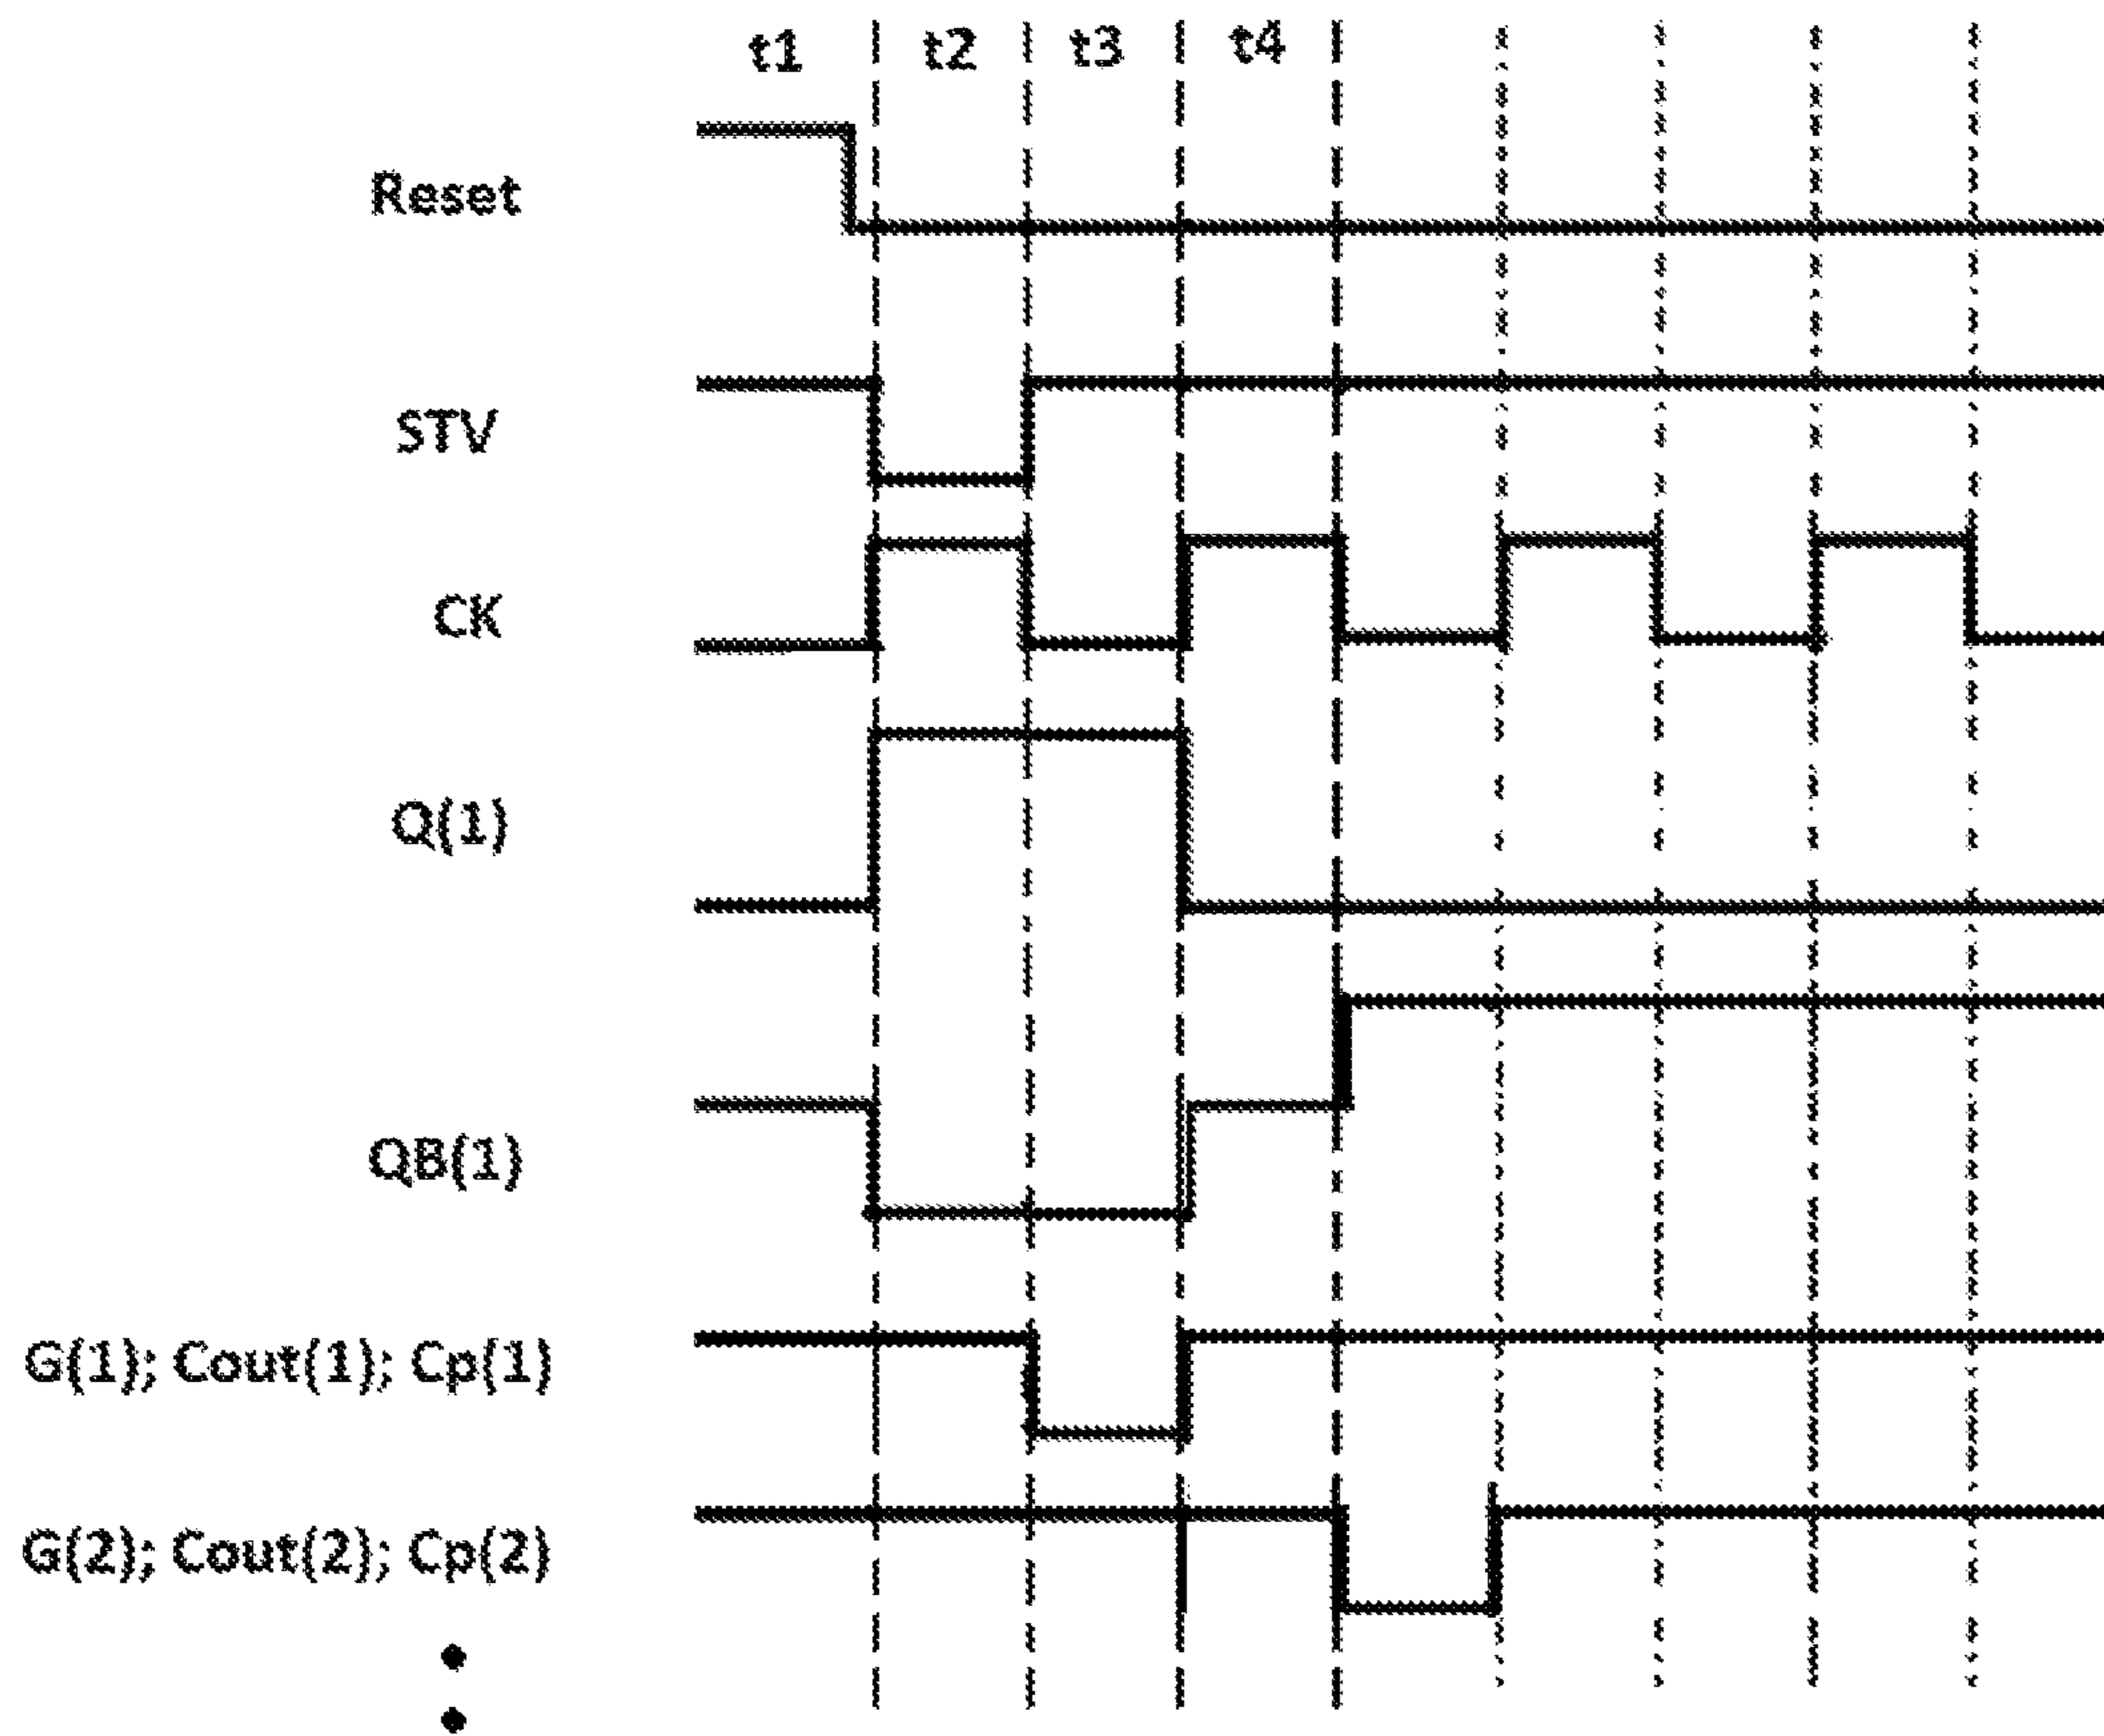 t1 t2 t3 t4
Reset
STV
CK
Q(1)
QB(1)
G(1); Cout(1); Cp(1)
G(2); Cout(2); Cp(2)